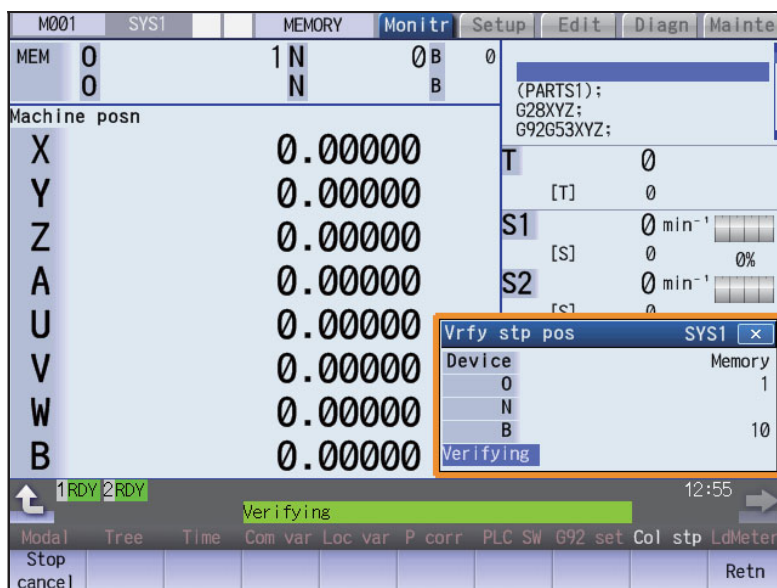 M001 SYS1 MEMORY Monitr Setup Edit Diagn Mainte
MEM O 1 N 0 B 0
O N B
(PARTS1);
G28XYZ;
G92G53XYZ;
Machine posn
X 0.00000
Y 0.00000
Z 0.00000
A 0.00000
U 0.00000
V 0.00000
W 0.00000
B 0.00000
T 0
[T] 0
S1 0 min⁻¹
[S] 0 0%
S2 0 min⁻¹
[S] 0
Vrfy stp pos SYS1 ×
Device Memory
O 1
N
B 10
Verifying
1RDY 2RDY 12:55
Verifying
Modal Tree Time Com var Loc var P corr PLC SW G92 set Col stp LdMeter
Stop
cancel
Retn